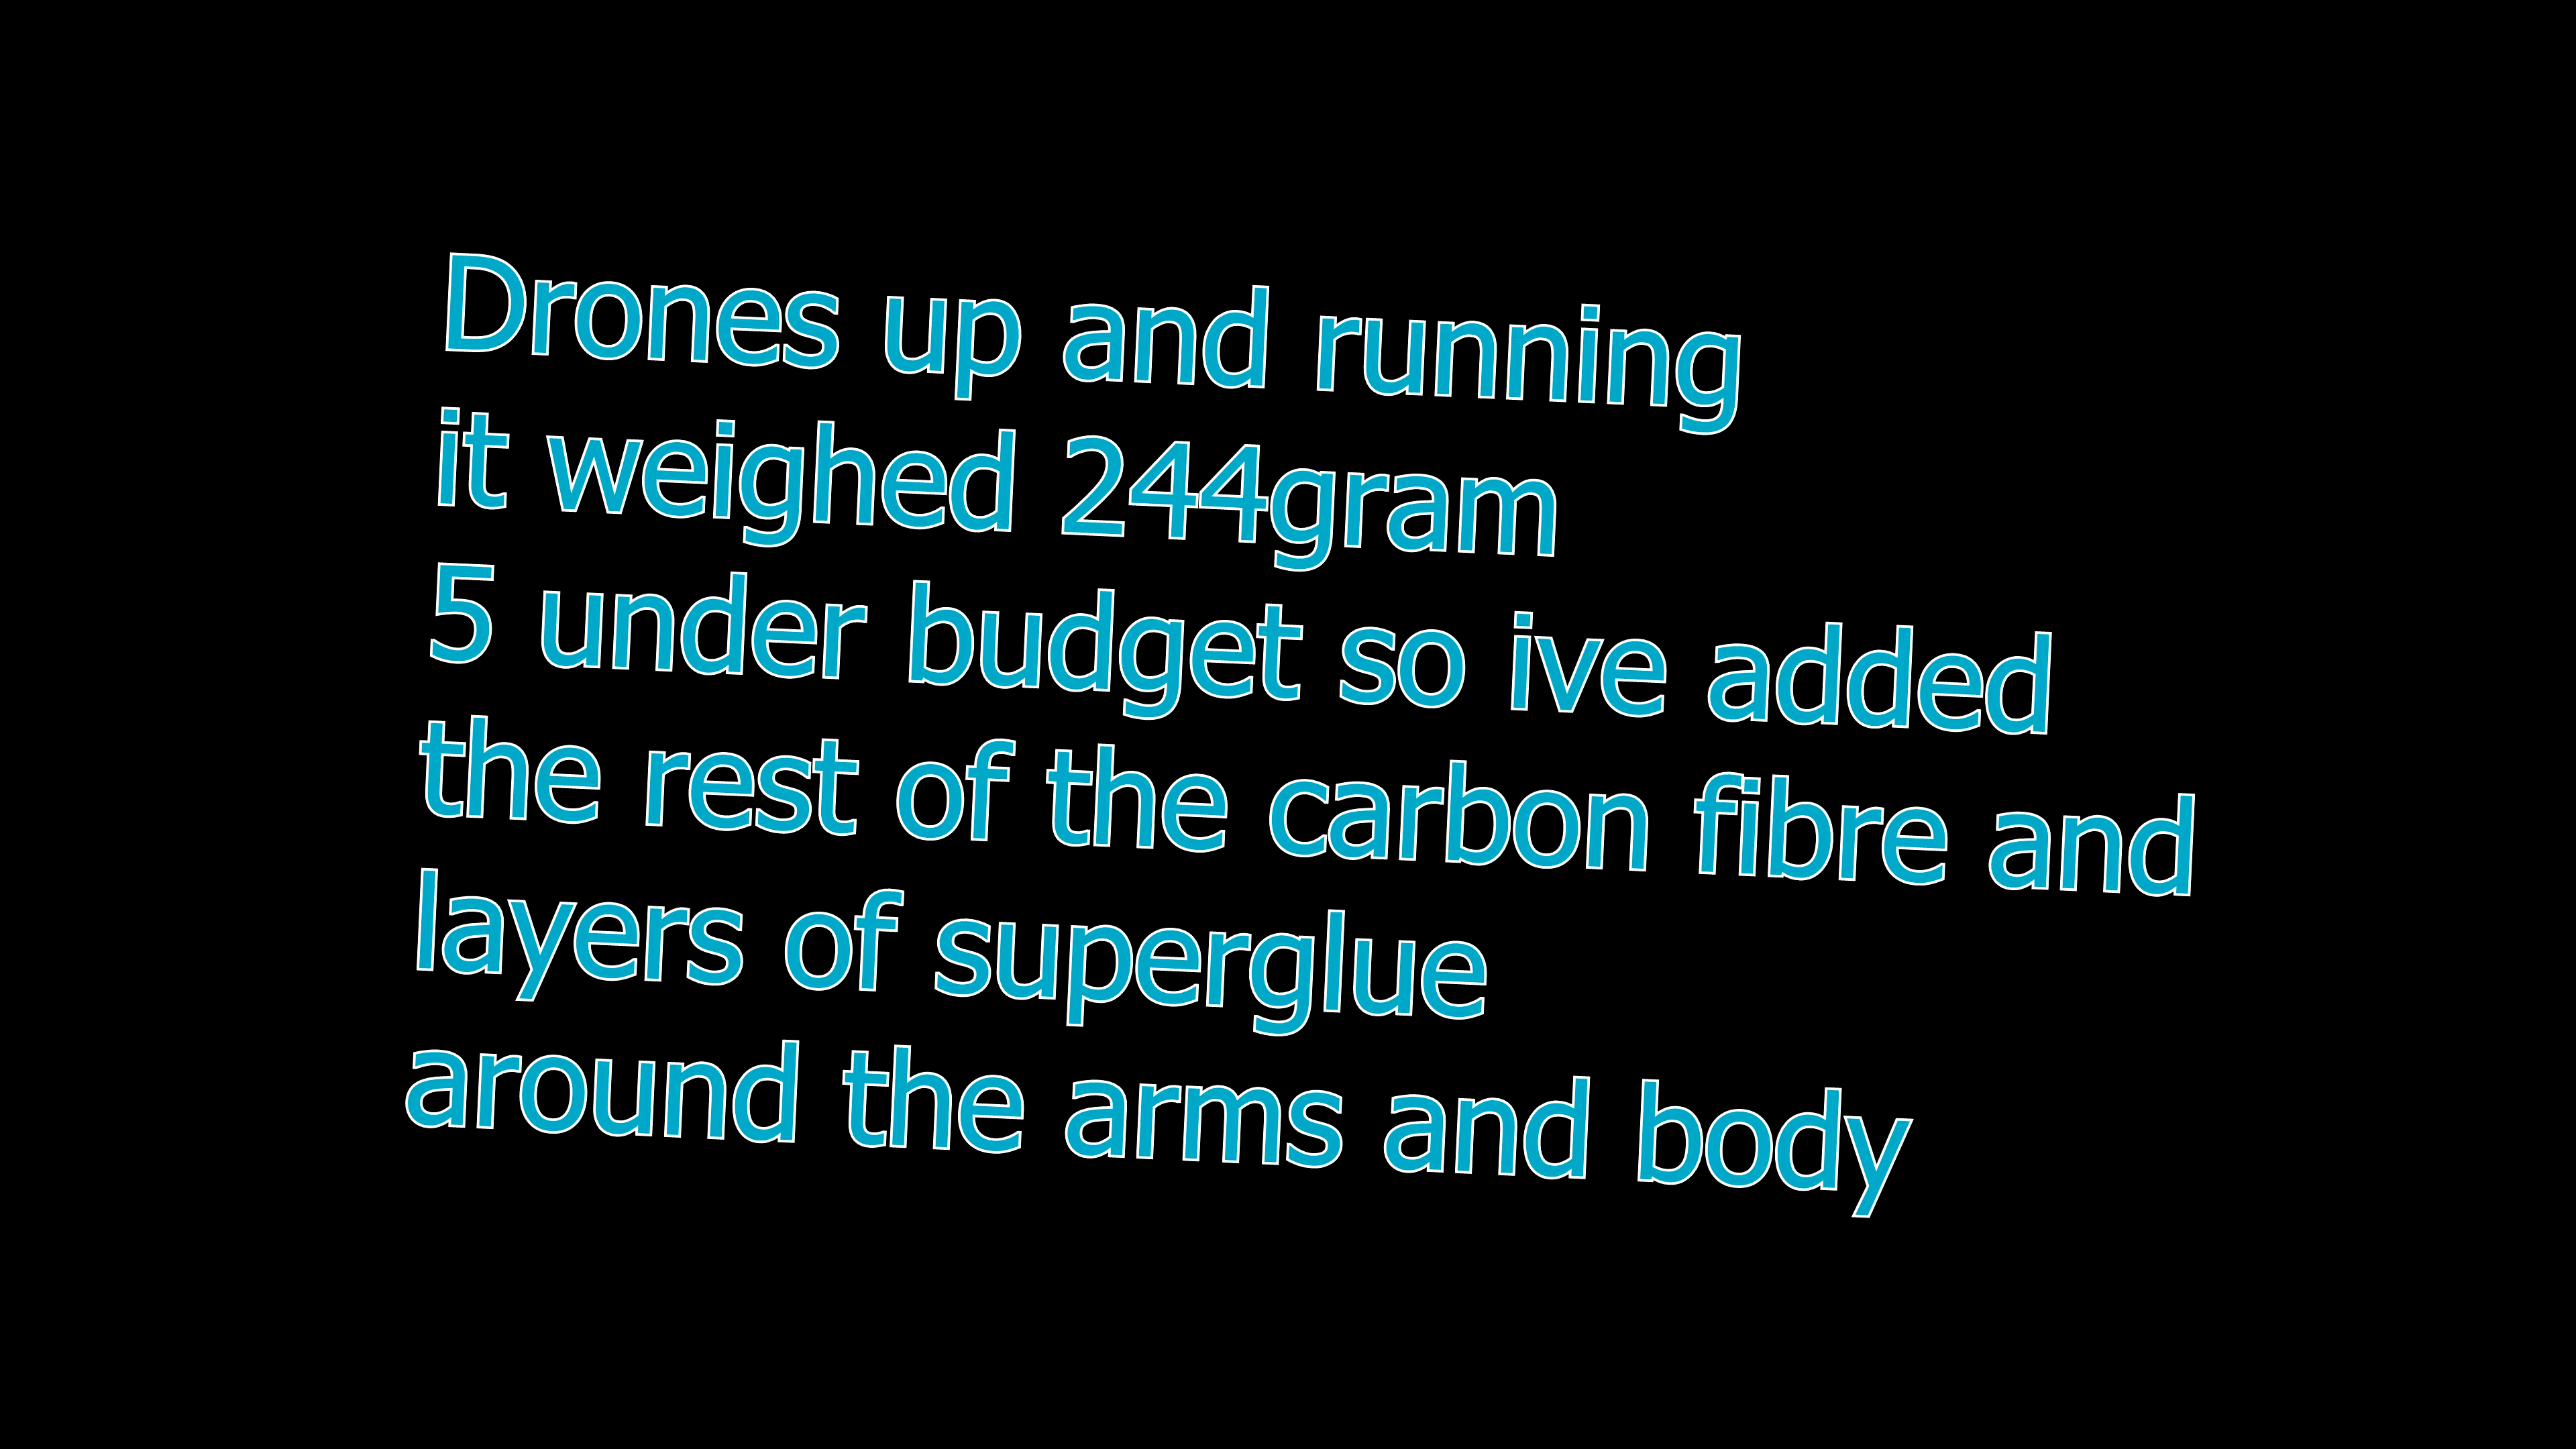 Drones up and running
it weighed 244gram
5 under budget so ive added
the rest of the carbon fibre and
layers of superglue
around the arms and body